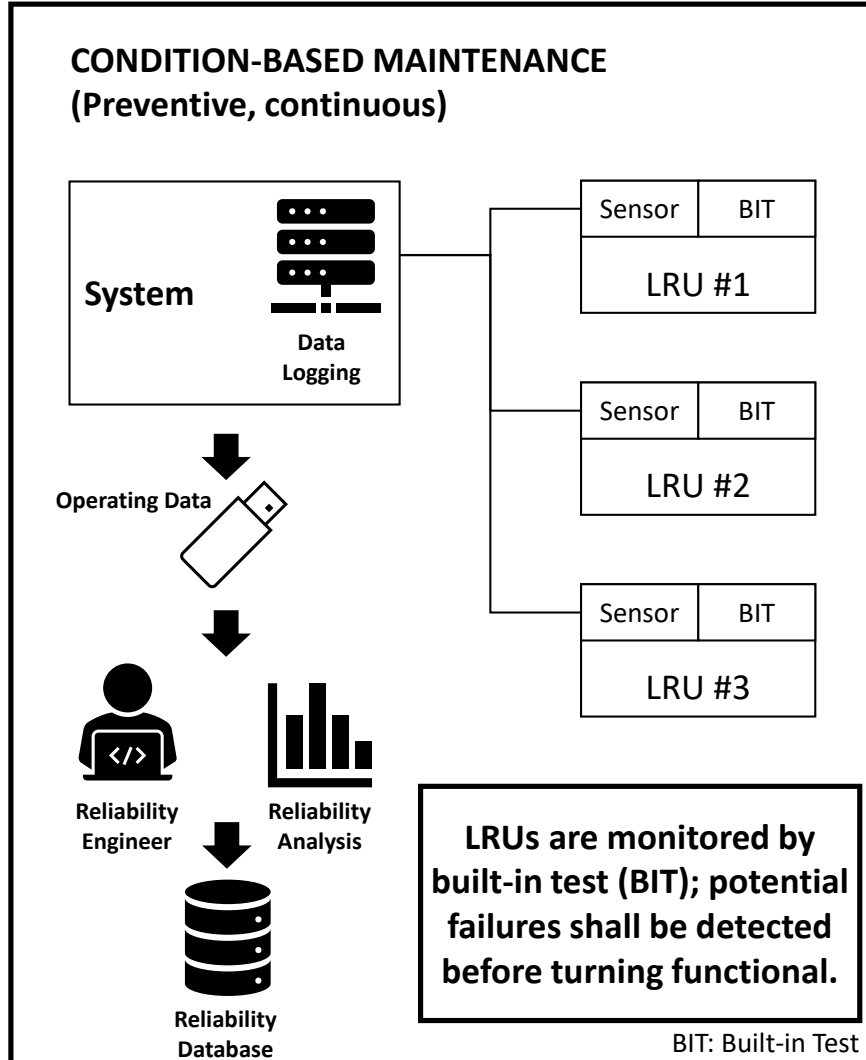 CONDITION-BASED MAINTENANCE
(Preventive, continuous)
System
Data
Logging
Sensor
BIT
LRU #1
Sensor
BIT
LRU #2
Sensor
BIT
LRU #3
Operating Data
</>
Reliability
Engineer
Reliability
Analysis
Reliability
Database
LRUs are monitored by
built-in test (BIT); potential
failures shall be detected
before turning functional.
BIT: Built-in Test